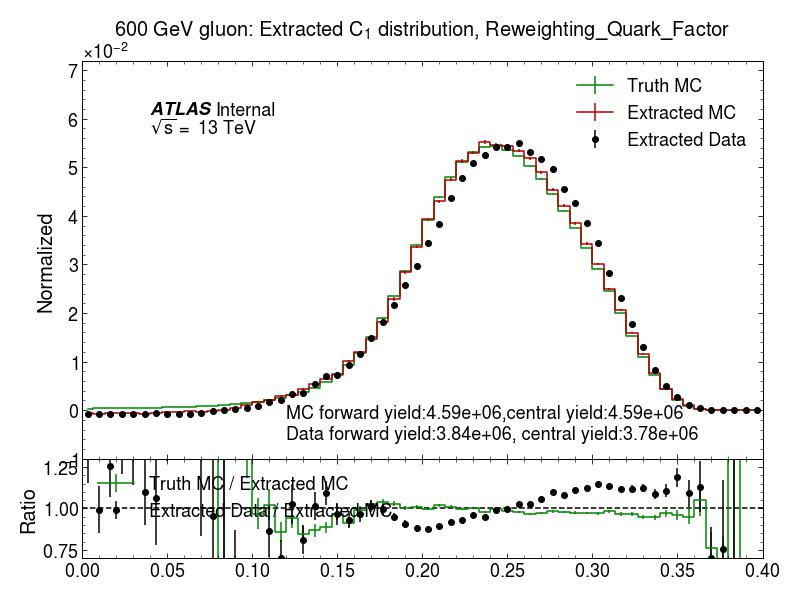 600 GeV gluon: Extracted C₁ distribution, Reweighting_Quark_Factor
×10⁻²
7
ATLAS Internal
√s = 13 TeV
Truth MC
Extracted MC
Extracted Data
6
5
4
3
2
1
0
Normalized
MC forward yield:4.59e+06,central yield:4.59e+06
Data forward yield:3.84e+06, central yield:3.78e+06
1
1.25
1.00
0.75
Ratio
Truth MC / Extracted MC
Extracted Data / Extracted MC
0.00 0.05 0.10 0.15 0.20 0.25 0.30 0.35 0.40